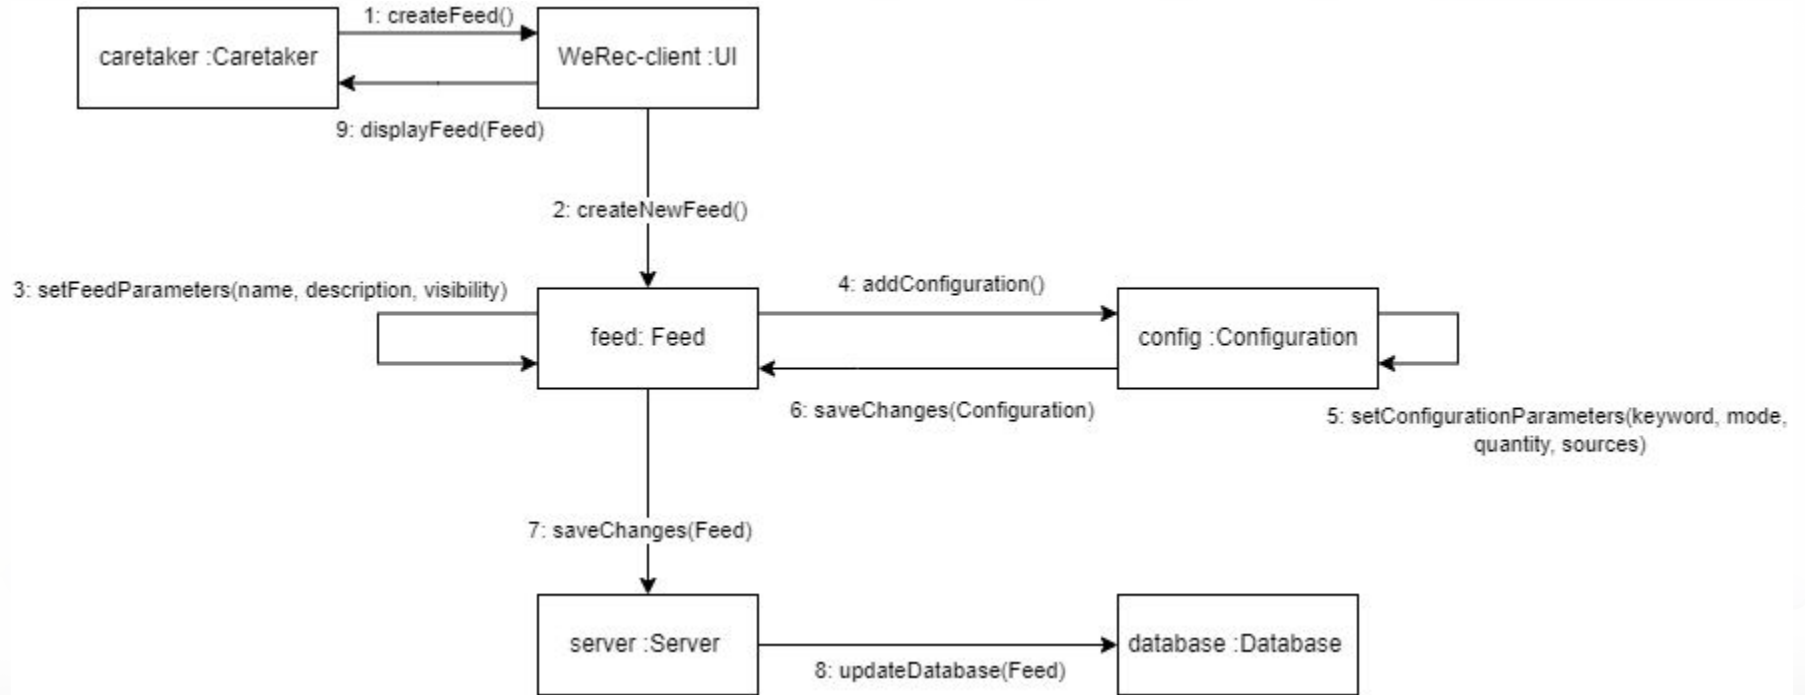 1: createFeed()
caretaker :Caretaker
WeRec-client :UI
9: displayFeed(Feed)
2: createNewFeed()
3: setFeedParameters(name, description, visibility)
4: addConfiguration()
feed: Feed
config :Configuration
6: saveChanges(Configuration)
5: setConfigurationParameters(keyword, mode,
quantity, sources)
7: saveChanges(Feed)
server :Server
database :Database
8: updateDatabase(Feed)